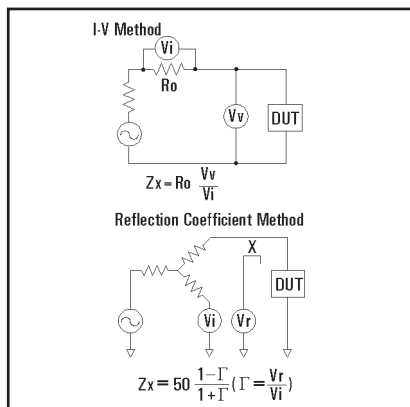 I-V Method
Vi
Ro
Vv
DUT
Zx = Ro Vv/Vi
Reflection Coefficient Method
X
DUT
Vi
Vr
Zx = 50 1−Γ/1+Γ (Γ = Vr/Vi)